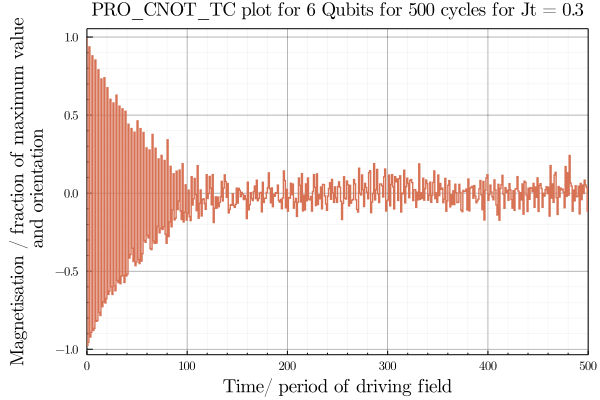 PRO_CNOT_TC plot for 6 Qubits for 500 cycles for Jt = 0.3
Magnetisation / fraction of maximum value
and orientation
1.0
0.5
0.0
−0.5
−1.0
0 100 200 300 400 500
Time/ period of driving field